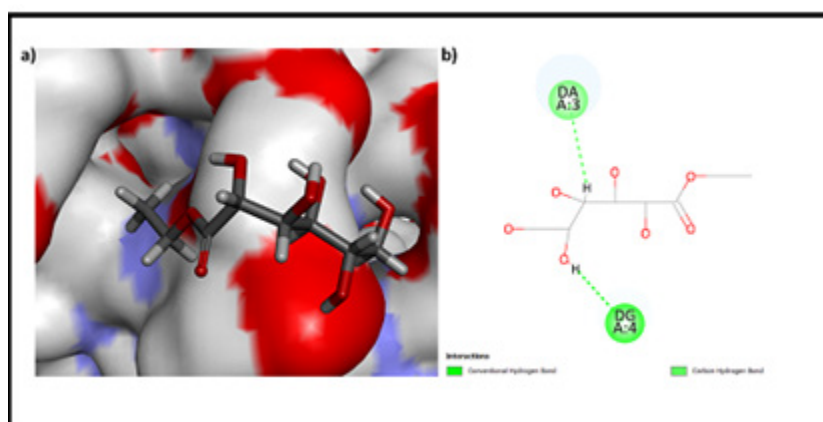 a)
b)
DA
A:3
H
O
O
O
O
O
O
O
H
DG
A:4
Interactions
Conventional Hydrogen Bond
Carbon Hydrogen Bond